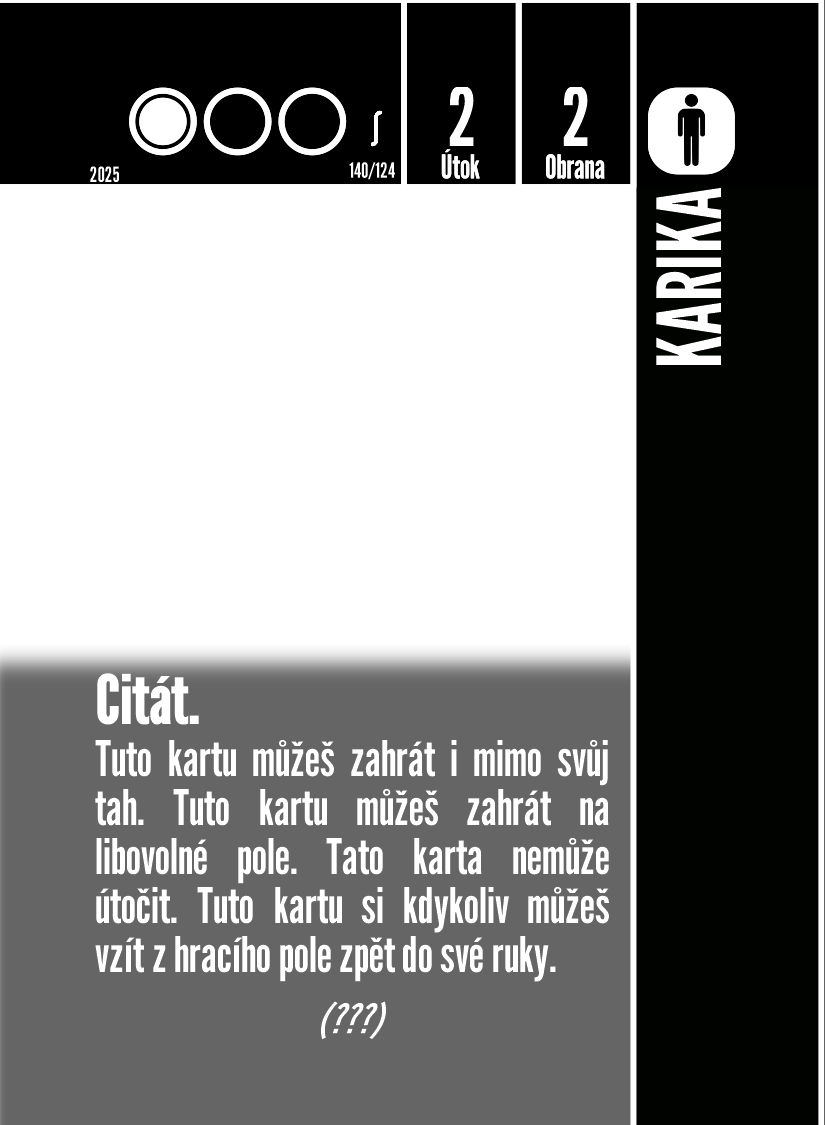 2025
ʃ
140/124
2
Útok
2
Obrana
KARIKA
Citát.
Tuto kartu můžeš zahrát i mimo svůj
tah. Tuto kartu můžeš zahrát na
libovolné pole. Tato karta nemůže
útočit. Tuto kartu si kdykoliv můžeš
vzít z hracího pole zpět do své ruky.
(???)